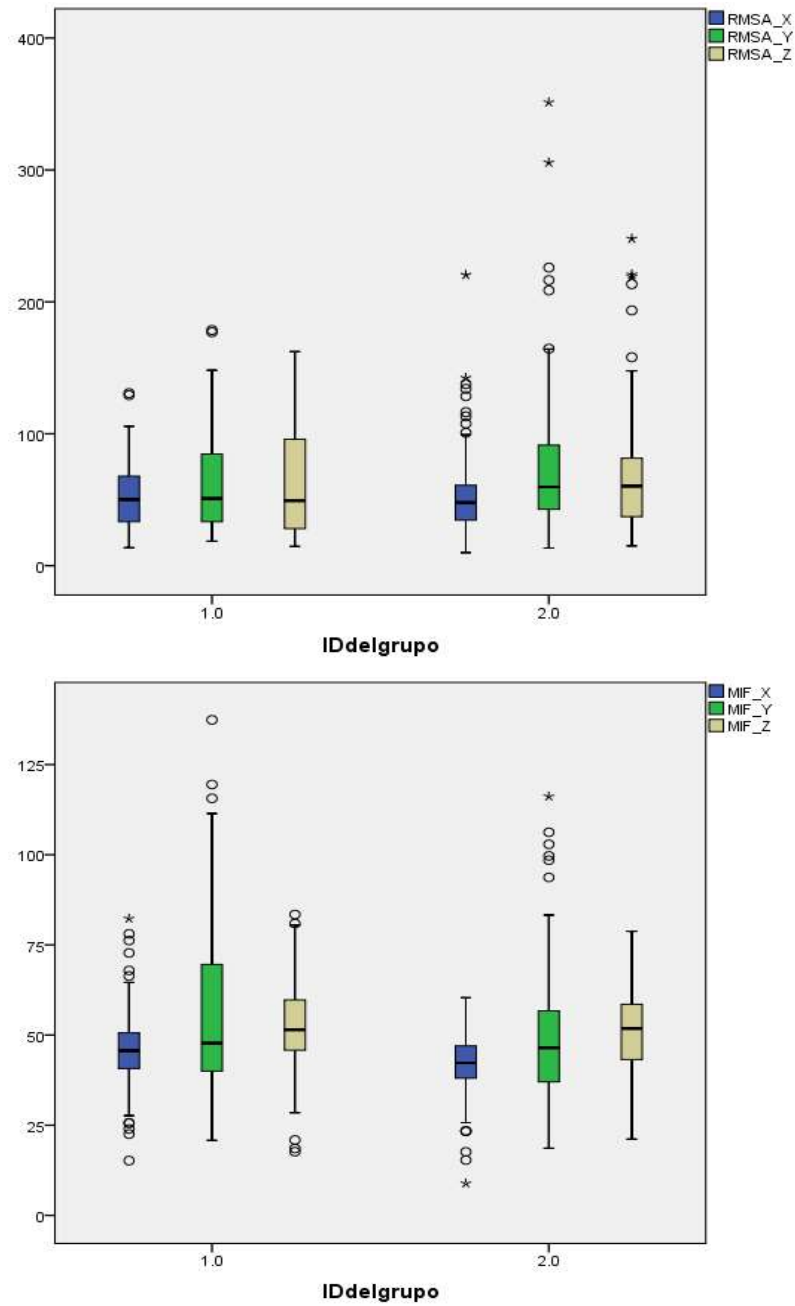 400
300
200
100
0
1.0
2.0
IDdelgrupo
RMSA_X
RMSA_Y
RMSA_Z
125
100
75
50
25
0
1.0
2.0
IDdelgrupo
MIF_X
MIF_Y
MIF_Z